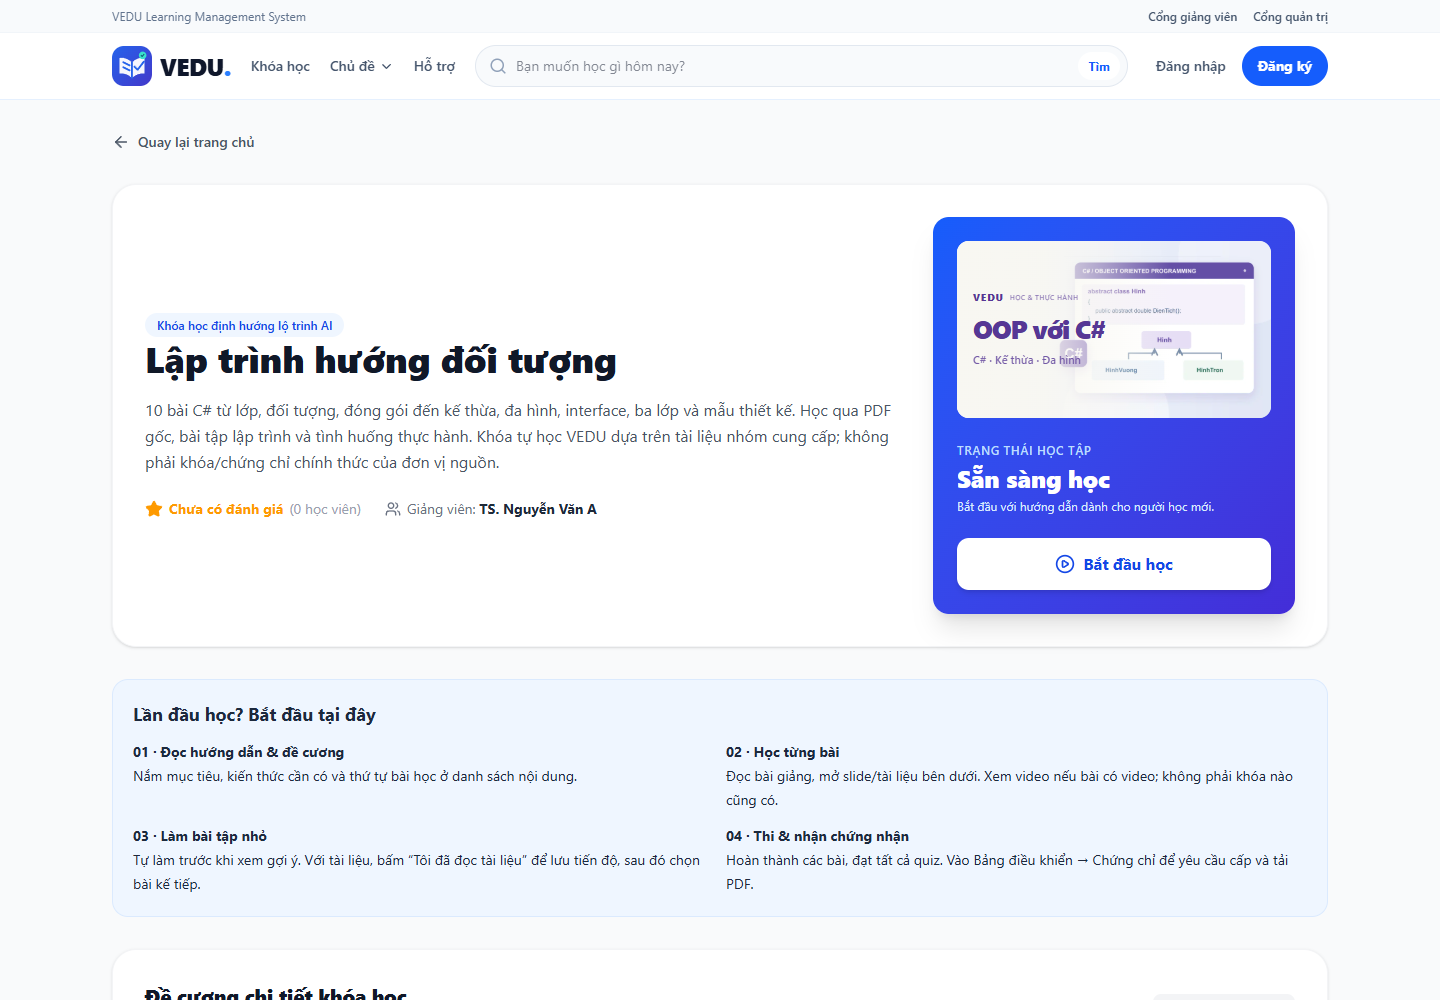 VEDU Learning Management System
Cổng giảng viên
Cổng quản trị
VEDU.
Khóa học
Chủ đề
Hỗ trợ
Bạn muốn học gì hôm nay?
Tìm
Đăng nhập
Đăng ký
Quay lại trang chủ
Khóa học định hướng lộ trình AI
Lập trình hướng đối tượng
10 bài C# từ lớp, đối tượng, đóng gói đến kế thừa, đa hình, interface, ba lớp và mẫu thiết kế. Học qua PDF
gốc, bài tập lập trình và tình huống thực hành. Khóa tự học VEDU dựa trên tài liệu nhóm cung cấp; không
phải khóa/chứng chỉ chính thức của đơn vị nguồn.
Chưa có đánh giá (0 học viên)
Giảng viên: TS. Nguyễn Văn A
C# / OBJECT ORIENTED PROGRAMMING
abstract class Hinh
{
public abstract double DienTich();
VEDU HỌC & THỰC HÀNH
OOP với C#
C# · Kế thừa · Đa hình
C#
Hinh
HinhVuong
HinhTron
TRẠNG THÁI HỌC TẬP
Sẵn sàng học
Bắt đầu với hướng dẫn dành cho người học mới.
Bắt đầu học
Lần đầu học? Bắt đầu tại đây
01 · Đọc hướng dẫn & đề cương
Nắm mục tiêu, kiến thức cần có và thứ tự bài học ở danh sách nội dung.
02 · Học từng bài
Đọc bài giảng, mở slide/tài liệu bên dưới. Xem video nếu bài có video; không phải khóa nào
cũng có.
03 · Làm bài tập nhỏ
Tự làm trước khi xem gợi ý. Với tài liệu, bấm “Tôi đã đọc tài liệu” để lưu tiến độ, sau đó chọn
bài kế tiếp.
04 · Thi & nhận chứng nhận
Hoàn thành các bài, đạt tất cả quiz. Vào Bảng điều khiển → Chứng chỉ để yêu cầu cấp và tải
PDF.
Đề cương chi tiết khóa học